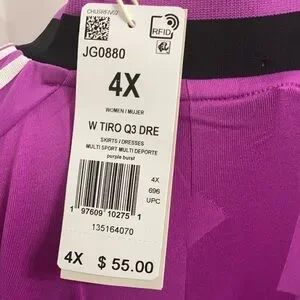 CHUSRENV02
RFID
JG0880
4X
WOMEN / MUJER
W TIRO Q3 DRE
SKIRTS / DRESSES
MULTI SPORT MULTI DEPORTE
purple burst
4X
696
UPC
1 97609 10275 1
135164070
4X $ 55.00